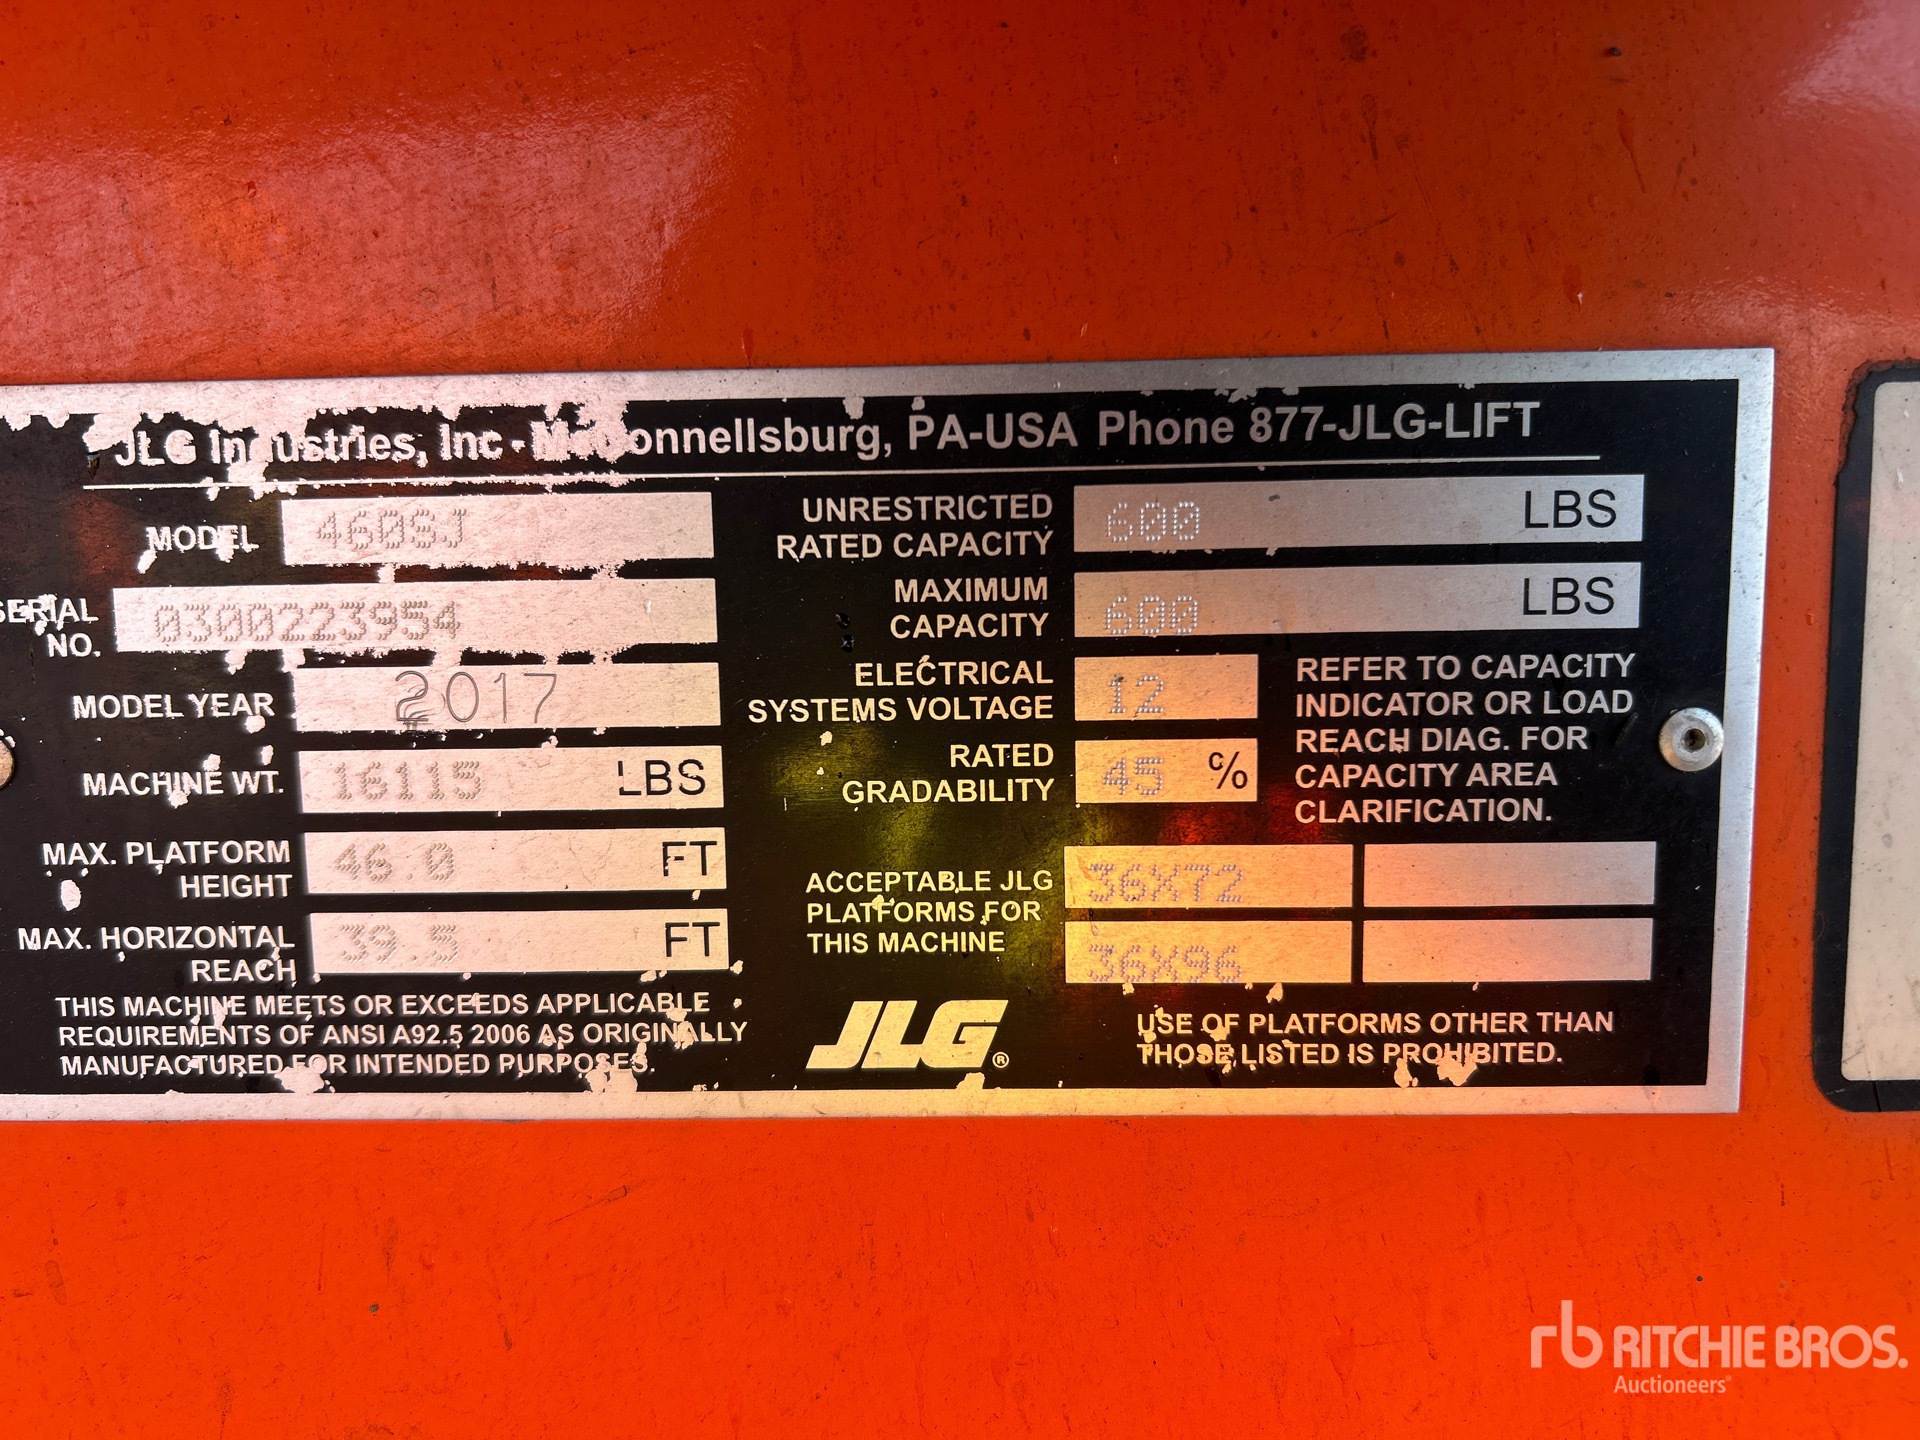 JLG Industries, Inc - McConnellsburg, PA-USA Phone 877-JLG-LIFT
MODEL 460SJ
SERIAL NO. 0300223954
MODEL YEAR 2017
MACHINE WT. 16115 LBS
MAX. PLATFORM HEIGHT 46.0 FT
MAX. HORIZONTAL REACH 39.5 FT
THIS MACHINE MEETS OR EXCEEDS APPLICABLE
REQUIREMENTS OF ANSI A92.5 2006 AS ORIGINALLY
MANUFACTURED FOR INTENDED PURPOSES.
UNRESTRICTED
RATED CAPACITY 600 LBS
MAXIMUM
CAPACITY 600 LBS
ELECTRICAL
SYSTEMS VOLTAGE 12
RATED
GRADABILITY 45 %
REFER TO CAPACITY
INDICATOR OR LOAD
REACH DIAG. FOR
CAPACITY AREA
CLARIFICATION.
ACCEPTABLE JLG
PLATFORMS FOR
THIS MACHINE
36X72
36X96
JLG®
USE OF PLATFORMS OTHER THAN
THOSE LISTED IS PROHIBITED.
rb RITCHIE BROS.
Auctioneers®